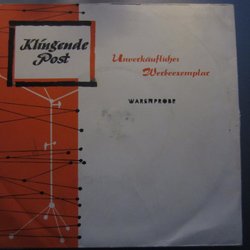 Klingende
Post
Unverkäufliches
Werbeexemplar
WARENPROBE